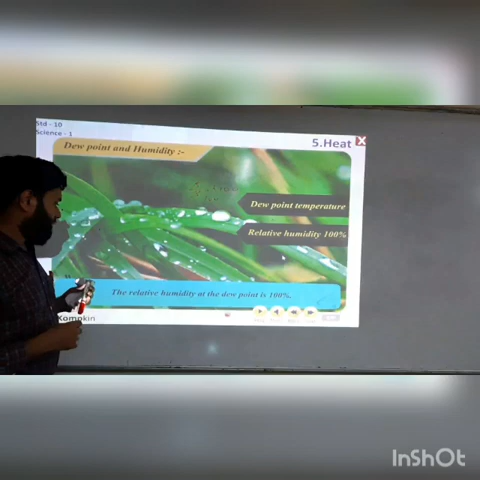 Std - 10
Science - 1
5.Heat
Dew point and Humidity :-
Dew point temperature
Relative humidity 100%
The relative humidity at the dew point is 100%.
Kompkin
InShOt